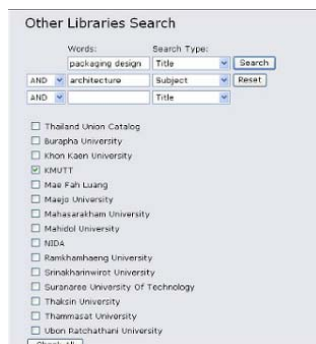 Other Libraries Search
Words: Search Type:
packaging design Title Search
AND architecture Subject Reset
AND Title
Thailand Union Catalog
Burapha University
Khon Kaen University
KMUTT
Mae Fah Luang
Maejo University
Mahasarakham University
Mahidol University
NIDA
Ramkhamhaeng University
Srinakharinwirot University
Suranaree University Of Technology
Thaksin University
Thammasat University
Ubon Ratchathani University
Check All